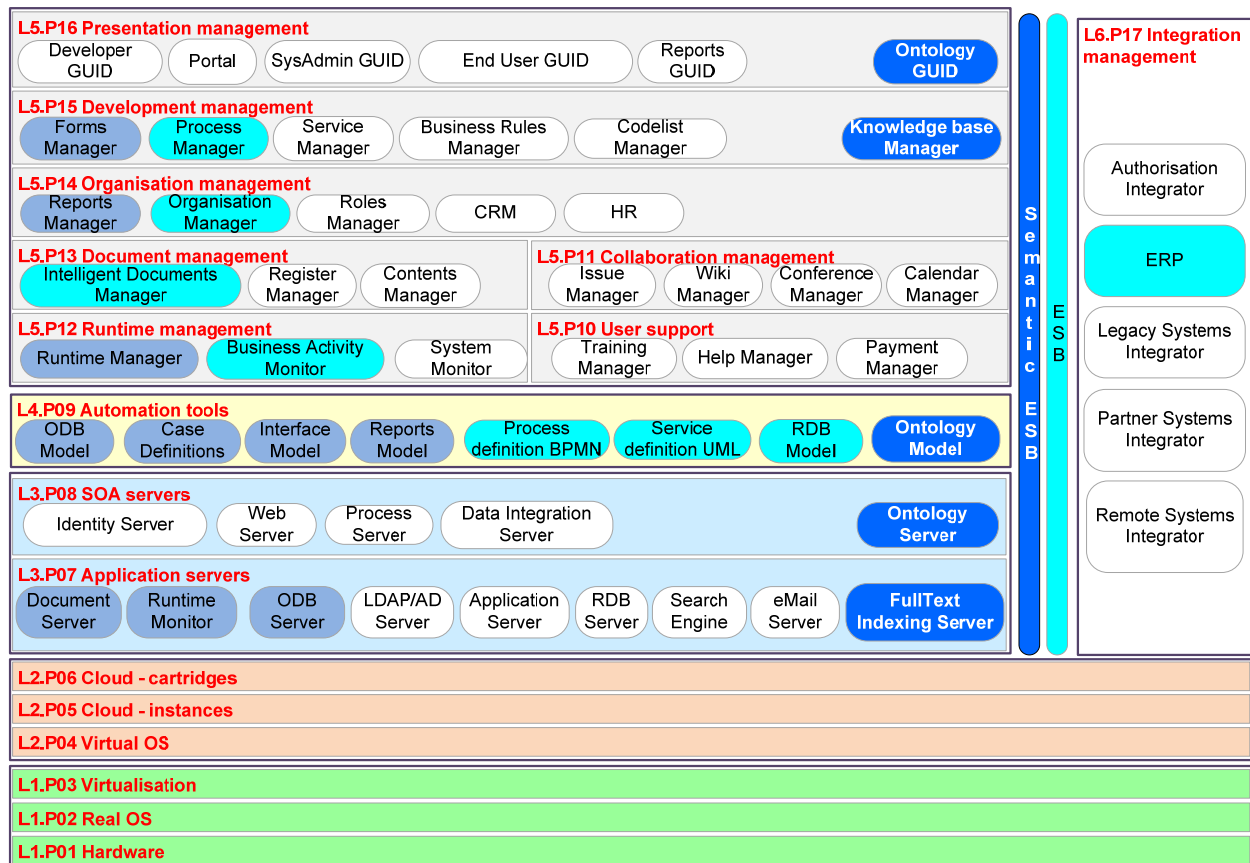 L5.P16 Presentation management
Developer
GUID
Portal
SysAdmin GUID
End User GUID
Reports
GUID
Ontology
GUID
L5.P15 Development management
Forms
Manager
Process
Manager
Service
Manager
Business Rules
Manager
Codelist
Manager
Knowledge base
Manager
L5.P14 Organisation management
Reports
Manager
Organisation
Manager
Roles
Manager
CRM
HR
L5.P13 Document management
Intelligent Documents
Manager
Register
Manager
Contents
Manager
L5.P11 Collaboration management
Issue
Manager
Wiki
Manager
Conference
Manager
Calendar
Manager
L5.P12 Runtime management
Runtime Manager
Business Activity
Monitor
System
Monitor
L5.P10 User support
Training
Manager
Help Manager
Payment
Manager
L4.P09 Automation tools
ODB
Model
Case
Definitions
Interface
Model
Reports
Model
Process
definition BPMN
Service
definition UML
RDB
Model
Ontology
Model
L3.P08 SOA servers
Identity Server
Web
Server
Process
Server
Data Integration
Server
Ontology
Server
L3.P07 Application servers
Document
Server
Runtime
Monitor
ODB
Server
LDAP/AD
Server
Application
Server
RDB
Server
Search
Engine
eMail
Server
FullText
Indexing Server
Semantic ESB
ESB
L6.P17 Integration
management
Authorisation
Integrator
ERP
Legacy Systems
Integrator
Partner Systems
Integrator
Remote Systems
Integrator
L2.P06 Cloud - cartridges
L2.P05 Cloud - instances
L2.P04 Virtual OS
L1.P03 Virtualisation
L1.P02 Real OS
L1.P01 Hardware